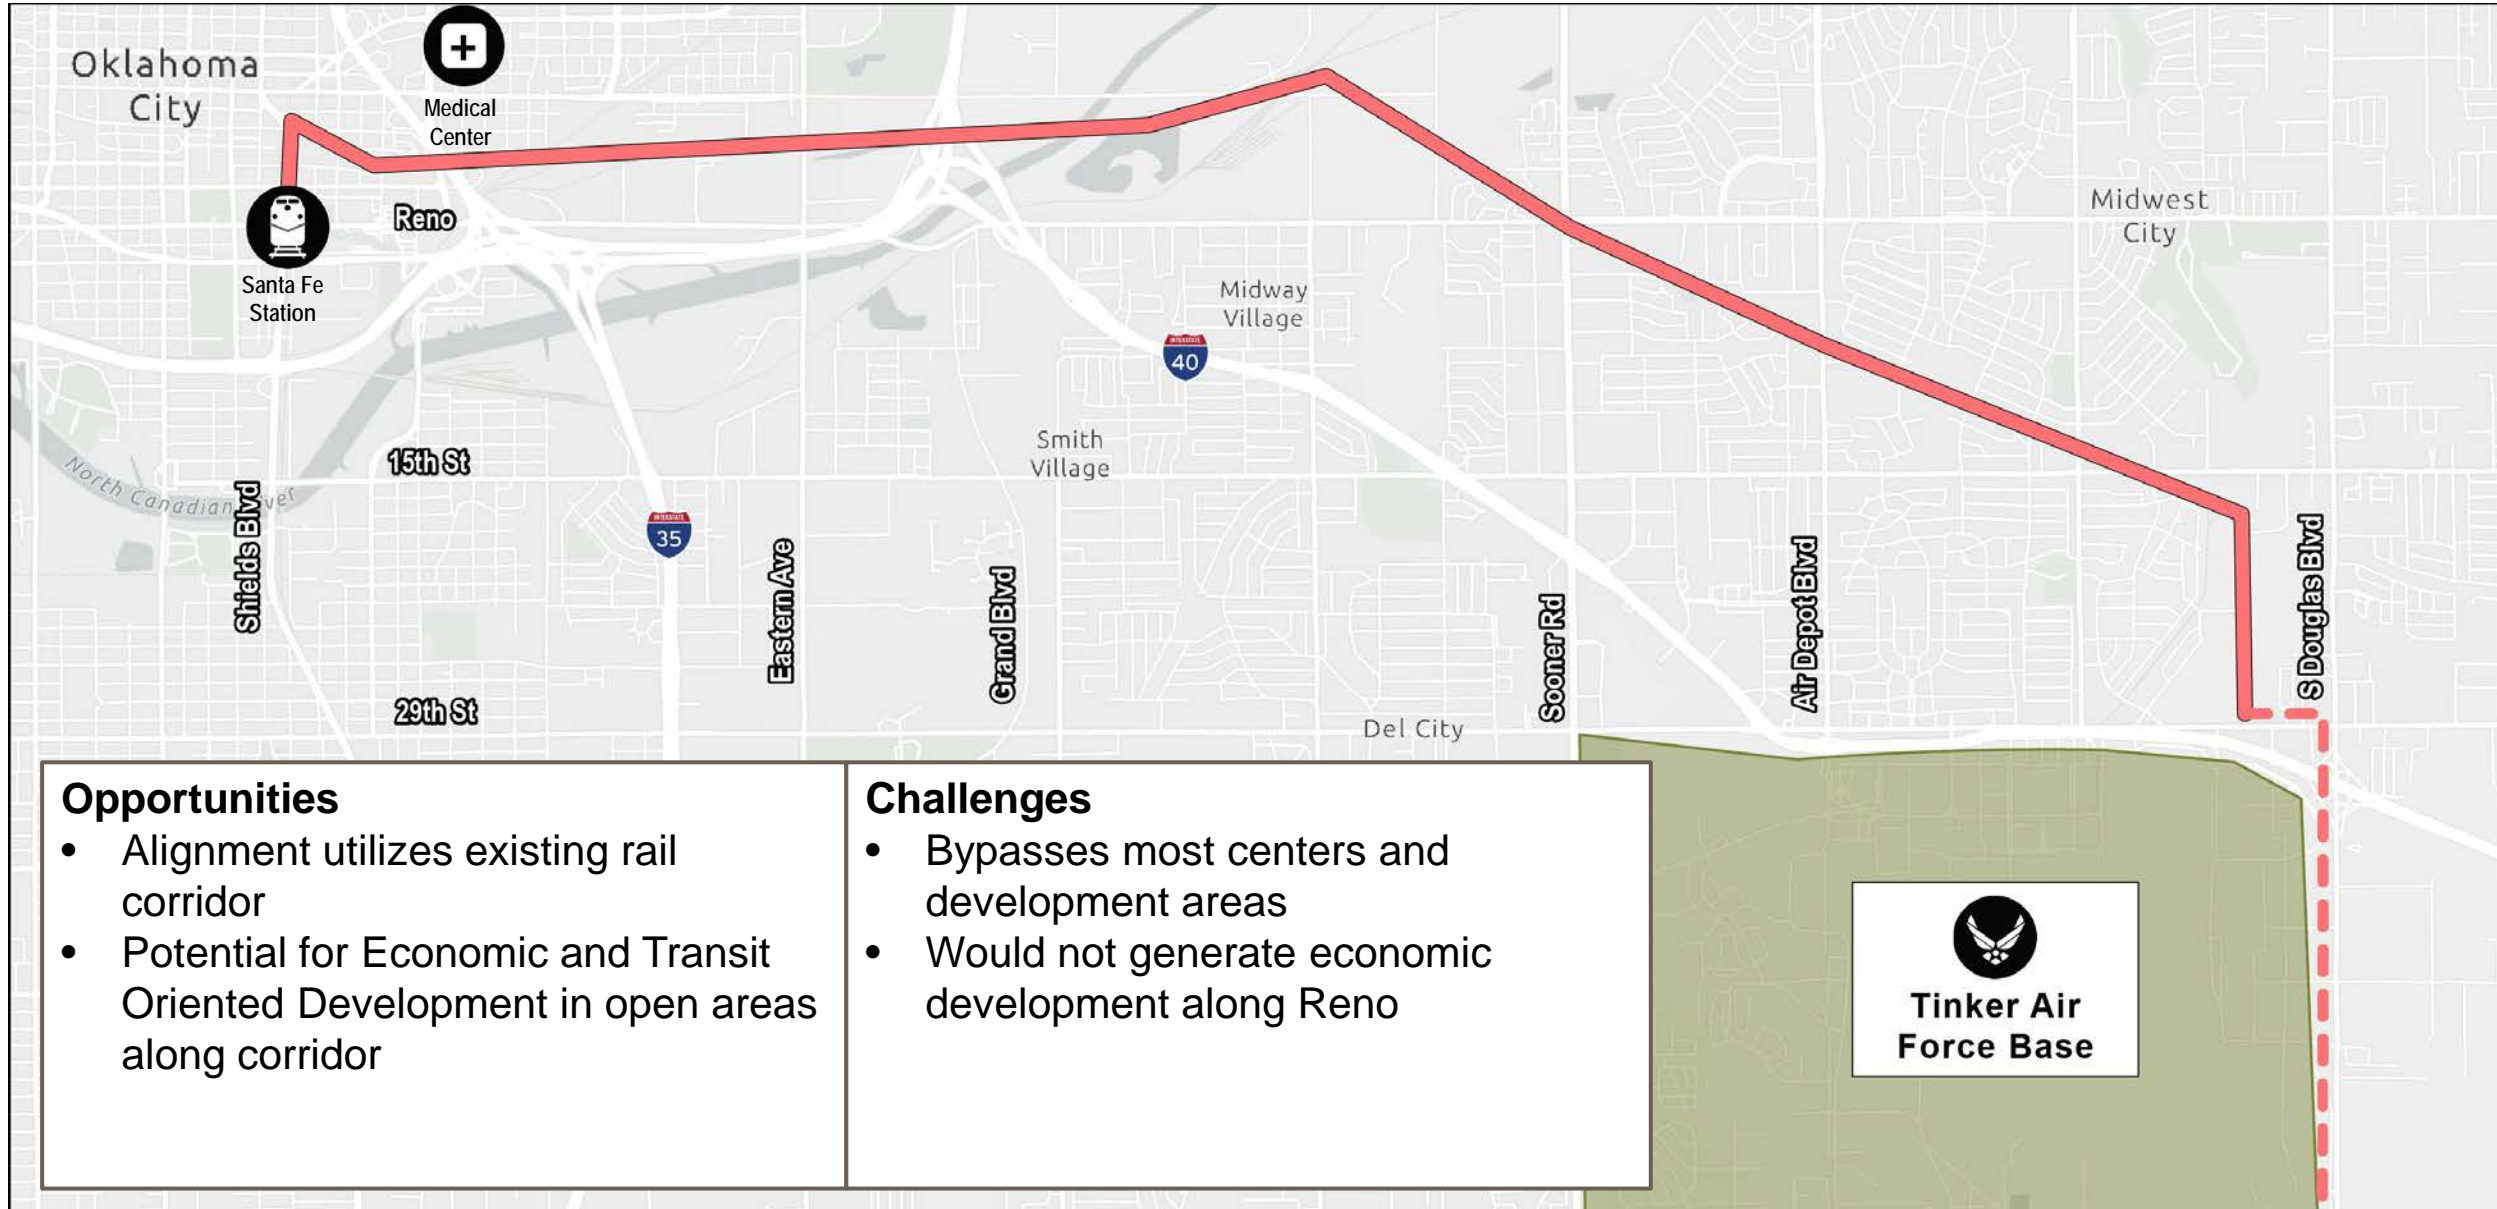 Oklahoma
City
Medical
Center
Reno
Santa Fe
Station
Midwest
City
Midway
Village
INTERSTATE
40
Smith
Village
15th St
North Canadian River
Shields Blvd
INTERSTATE
35
Eastern Ave
Grand Blvd
Sooner Rd
Air Depot Blvd
S Douglas Blvd
29th St
Del City
Opportunities
• Alignment utilizes existing rail
corridor
• Potential for Economic and Transit
Oriented Development in open areas
along corridor
Challenges
• Bypasses most centers and
development areas
• Would not generate economic
development along Reno
Tinker Air
Force Base